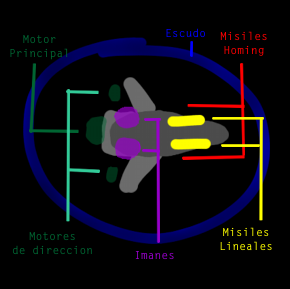 Motor
Principal
Escudo
Misiles
Homing
Motores
de direccion
Imanes
Misiles
Lineales